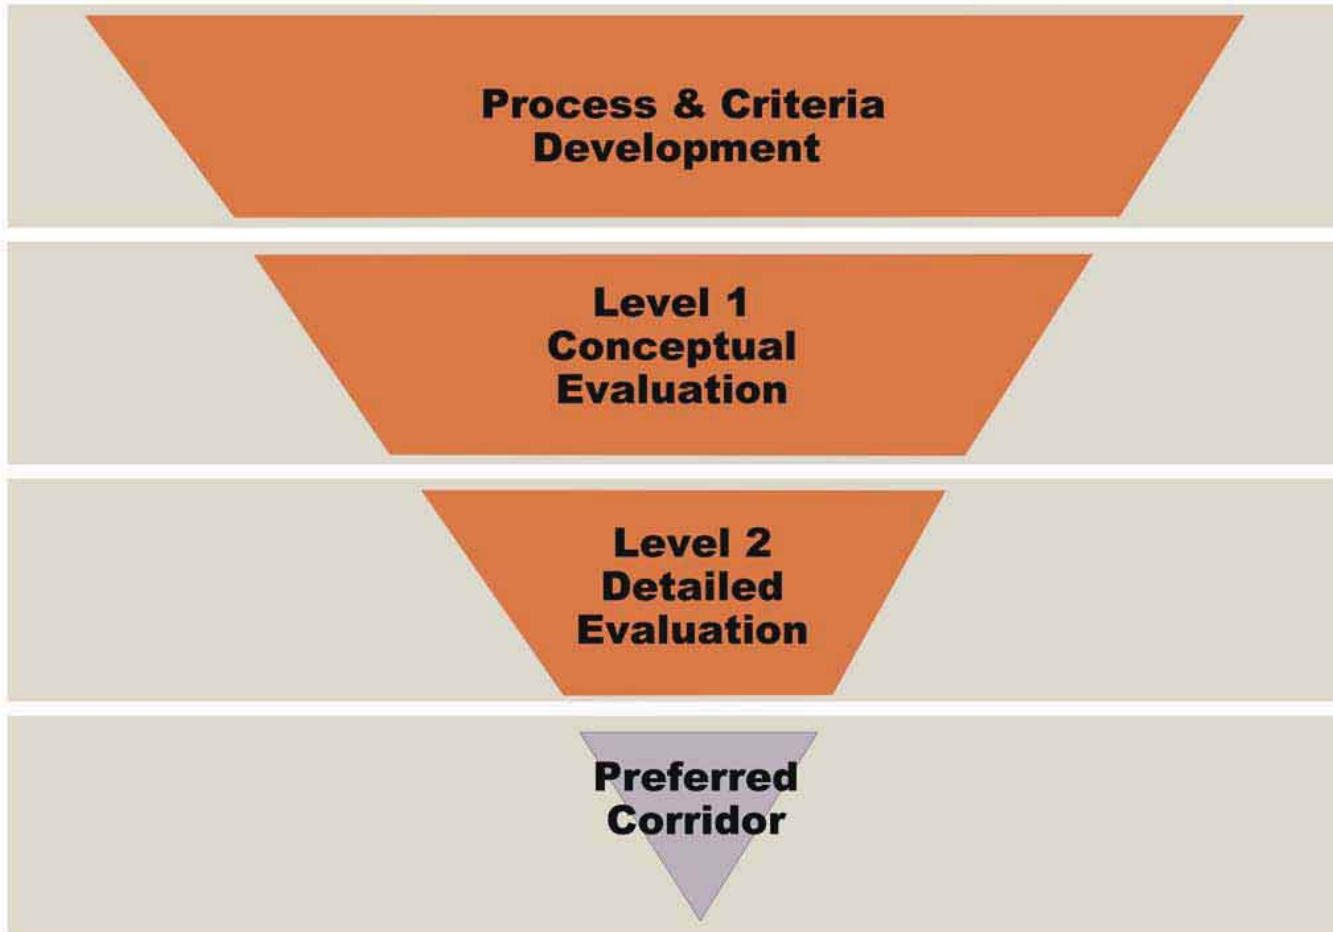 Process & Criteria
Development
Level 1
Conceptual
Evaluation
Level 2
Detailed
Evaluation
Preferred
Corridor